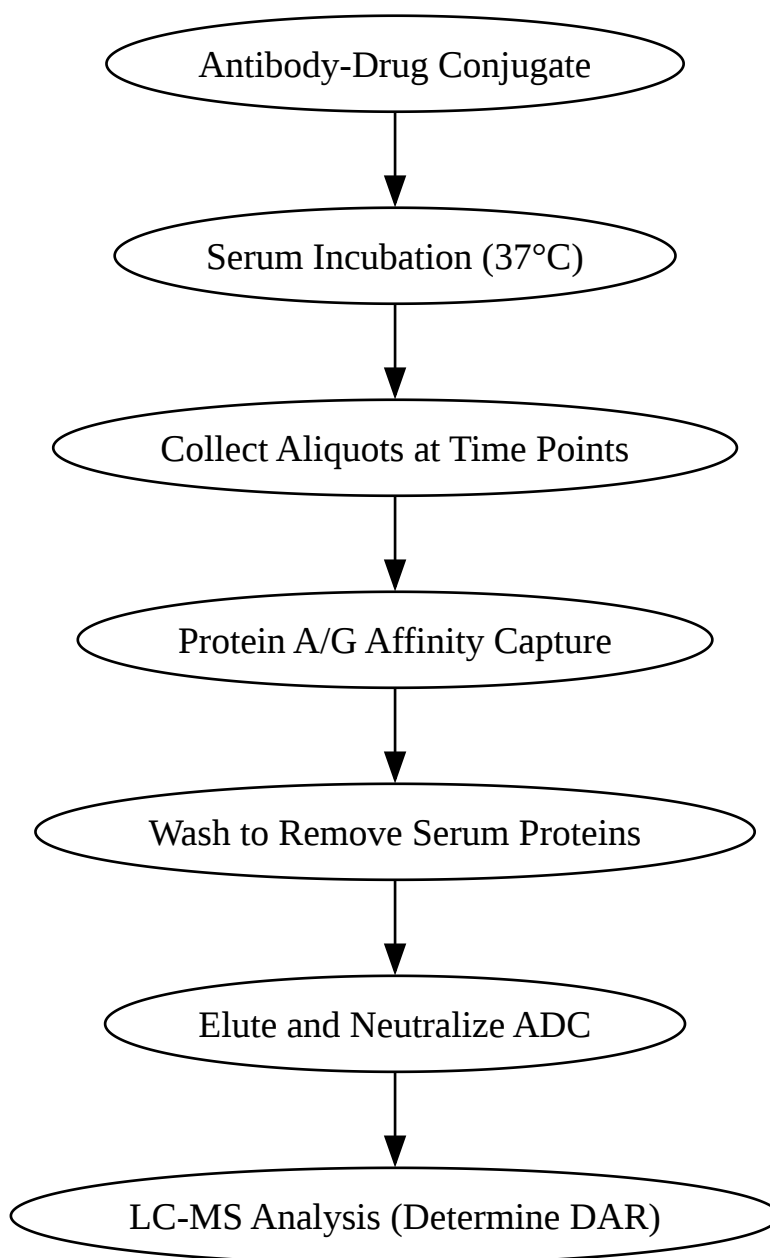 Antibody-Drug Conjugate
Serum Incubation (37°C)
Collect Aliquots at Time Points
Protein A/G Affinity Capture
Wash to Remove Serum Proteins
Elute and Neutralize ADC
LC-MS Analysis (Determine DAR)